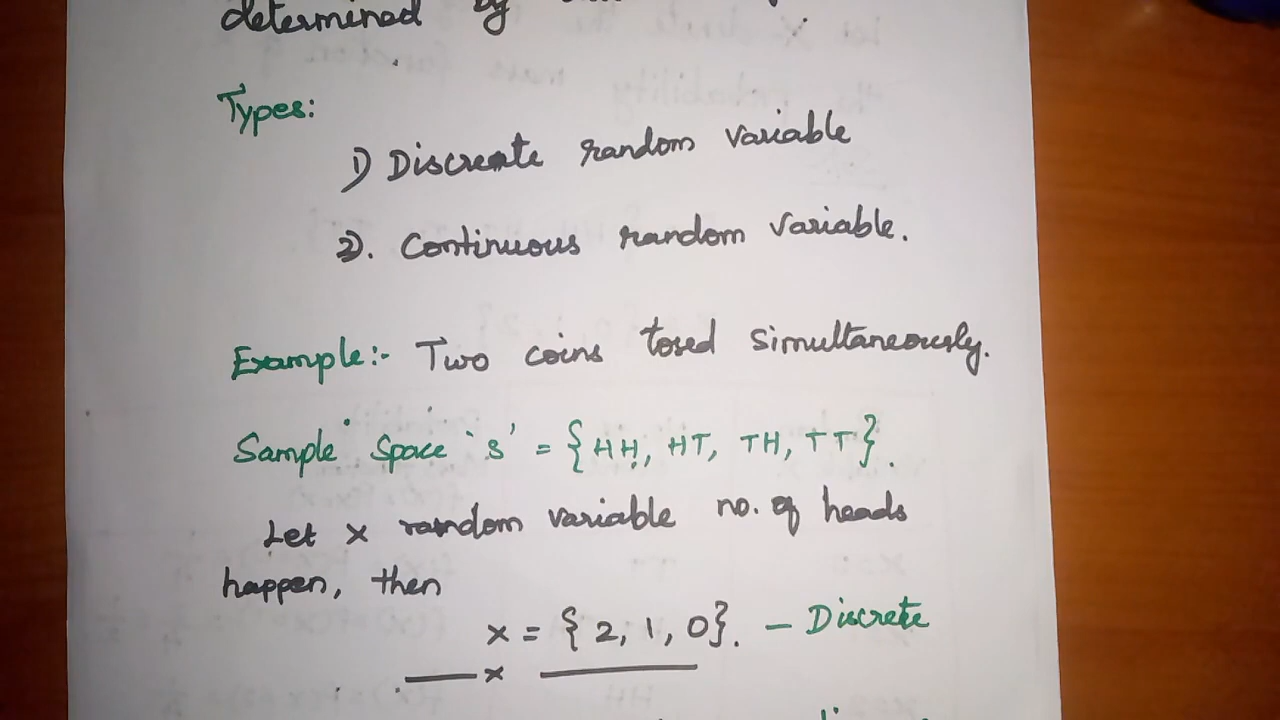 determined by
Types:
1) Discreate random variable
2). Continuous random variable.
Example:- Two coins tosed simultaneously.
Sample space 's' = {HH, HT, TH, TT}.
Let x random variable no. of heads
happen, then
x = {2, 1, 0}. — Discrete
— x —